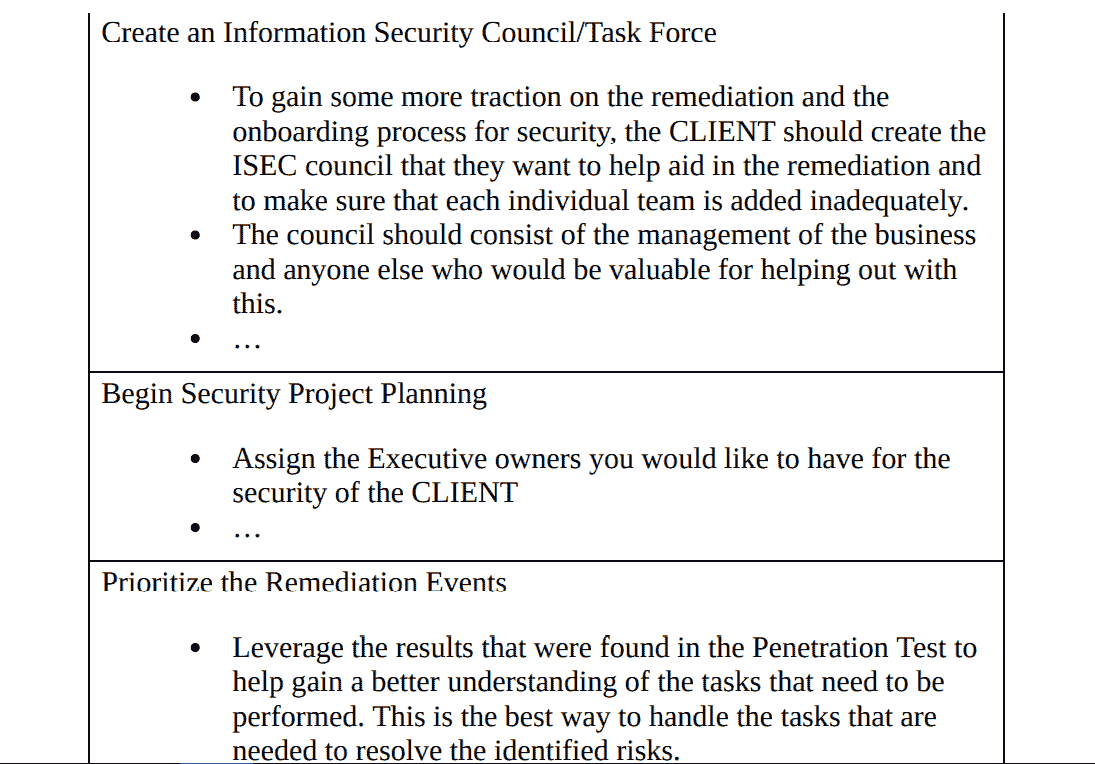 Create an Information Security Council/Task Force
• To gain some more traction on the remediation and the
onboarding process for security, the CLIENT should create the
ISEC council that they want to help aid in the remediation and
to make sure that each individual team is added inadequately.
• The council should consist of the management of the business
and anyone else who would be valuable for helping out with
this.
• …
Begin Security Project Planning
• Assign the Executive owners you would like to have for the
security of the CLIENT
• …
Prioritize the Remediation Events
• Leverage the results that were found in the Penetration Test to
help gain a better understanding of the tasks that need to be
performed. This is the best way to handle the tasks that are
needed to resolve the identified risks.